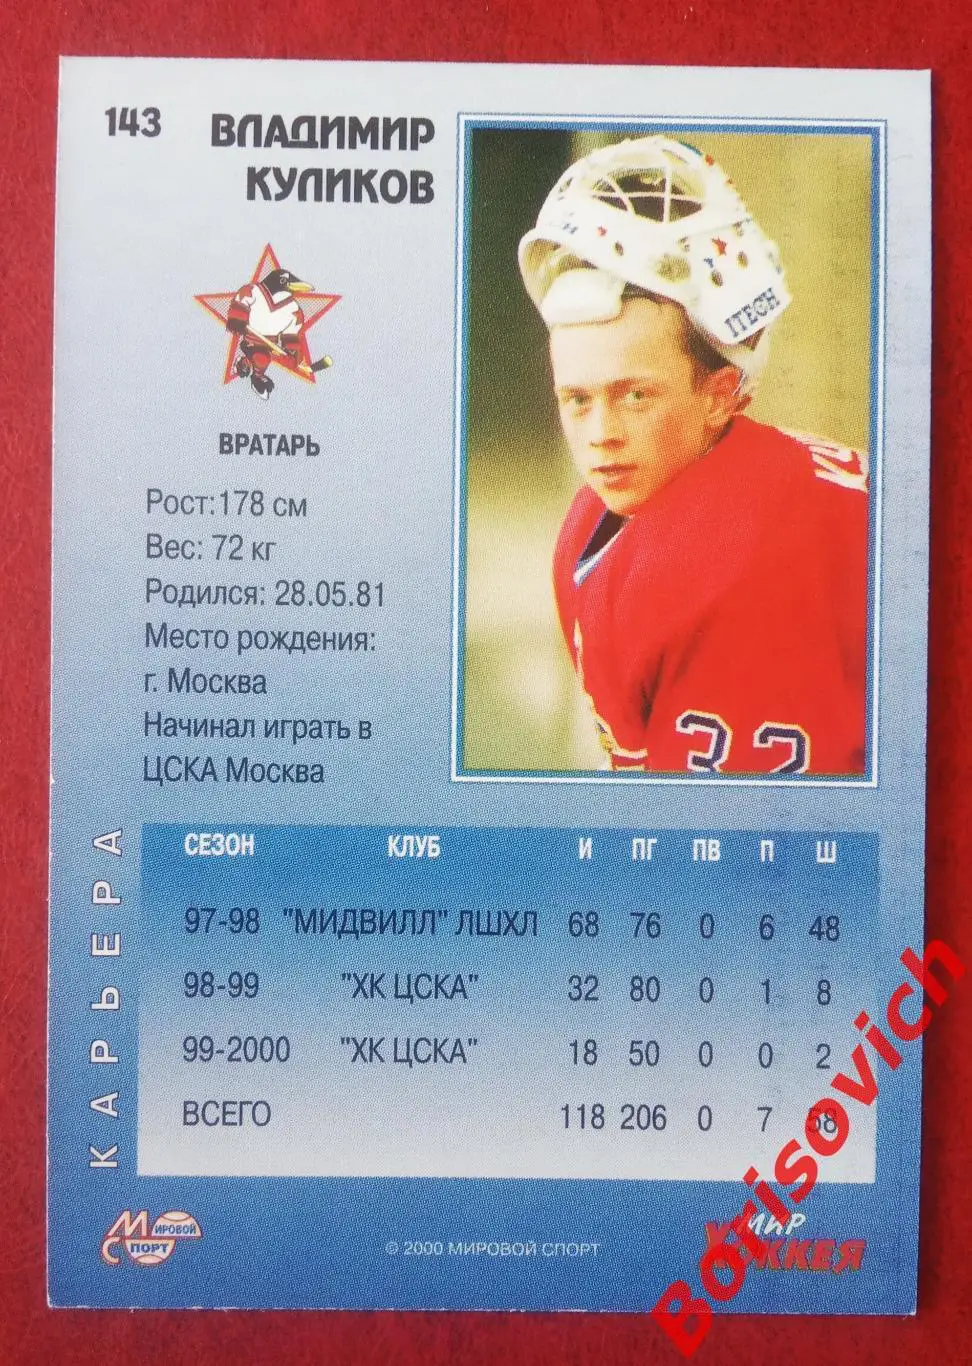 143
ВЛАДИМИР
КУЛИКОВ
ITECH
ВРАТАРЬ
Рост:178 см
Вес: 72 кг
Родился: 28.05.81
Место рождения:
г. Москва
Начинал играть в
ЦСКА Москва
32
КАРЬЕРА
СЕЗОН КЛУБ И ПГ ПВ П Ш
97-98 "МИДВИЛЛ" ЛШХЛ 68 76 0 6 48
98-99 "ХК ЦСКА" 32 80 0 1 8
99-2000 "ХК ЦСКА" 18 50 0 0 2
ВСЕГО 118 206 0 7 58
МИРОВОЙ
СПОРТ
© 2000 МИРОВОЙ СПОРТ
МИР
ХОККЕЯ
Borisovich